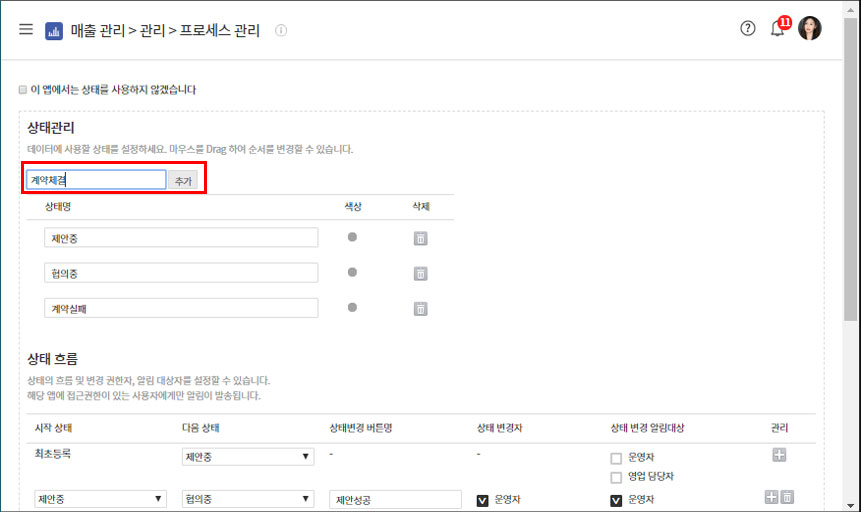 매출 관리 > 관리 > 프로세스 관리
11
이 앱에서는 상태를 사용하지 않겠습니다
상태관리
데이터에 사용할 상태를 설정하세요. 마우스를 Drag 하여 순서를 변경할 수 있습니다.
계약체결 추가
상태명 색상 삭제
제안중
협의중
계약실패
상태 흐름
상태의 흐름 및 변경 권한자, 알림 대상자를 설정할 수 있습니다.
해당 앱에 접근권한이 있는 사용자에게만 알림이 발송됩니다.
시작 상태 다음 상태 상태변경 버튼명 상태 변경자 상태 변경 알림대상 관리
최초등록 제안중 - - 운영자
영업 담당자
제안중 협의중 제안성공 운영자 운영자